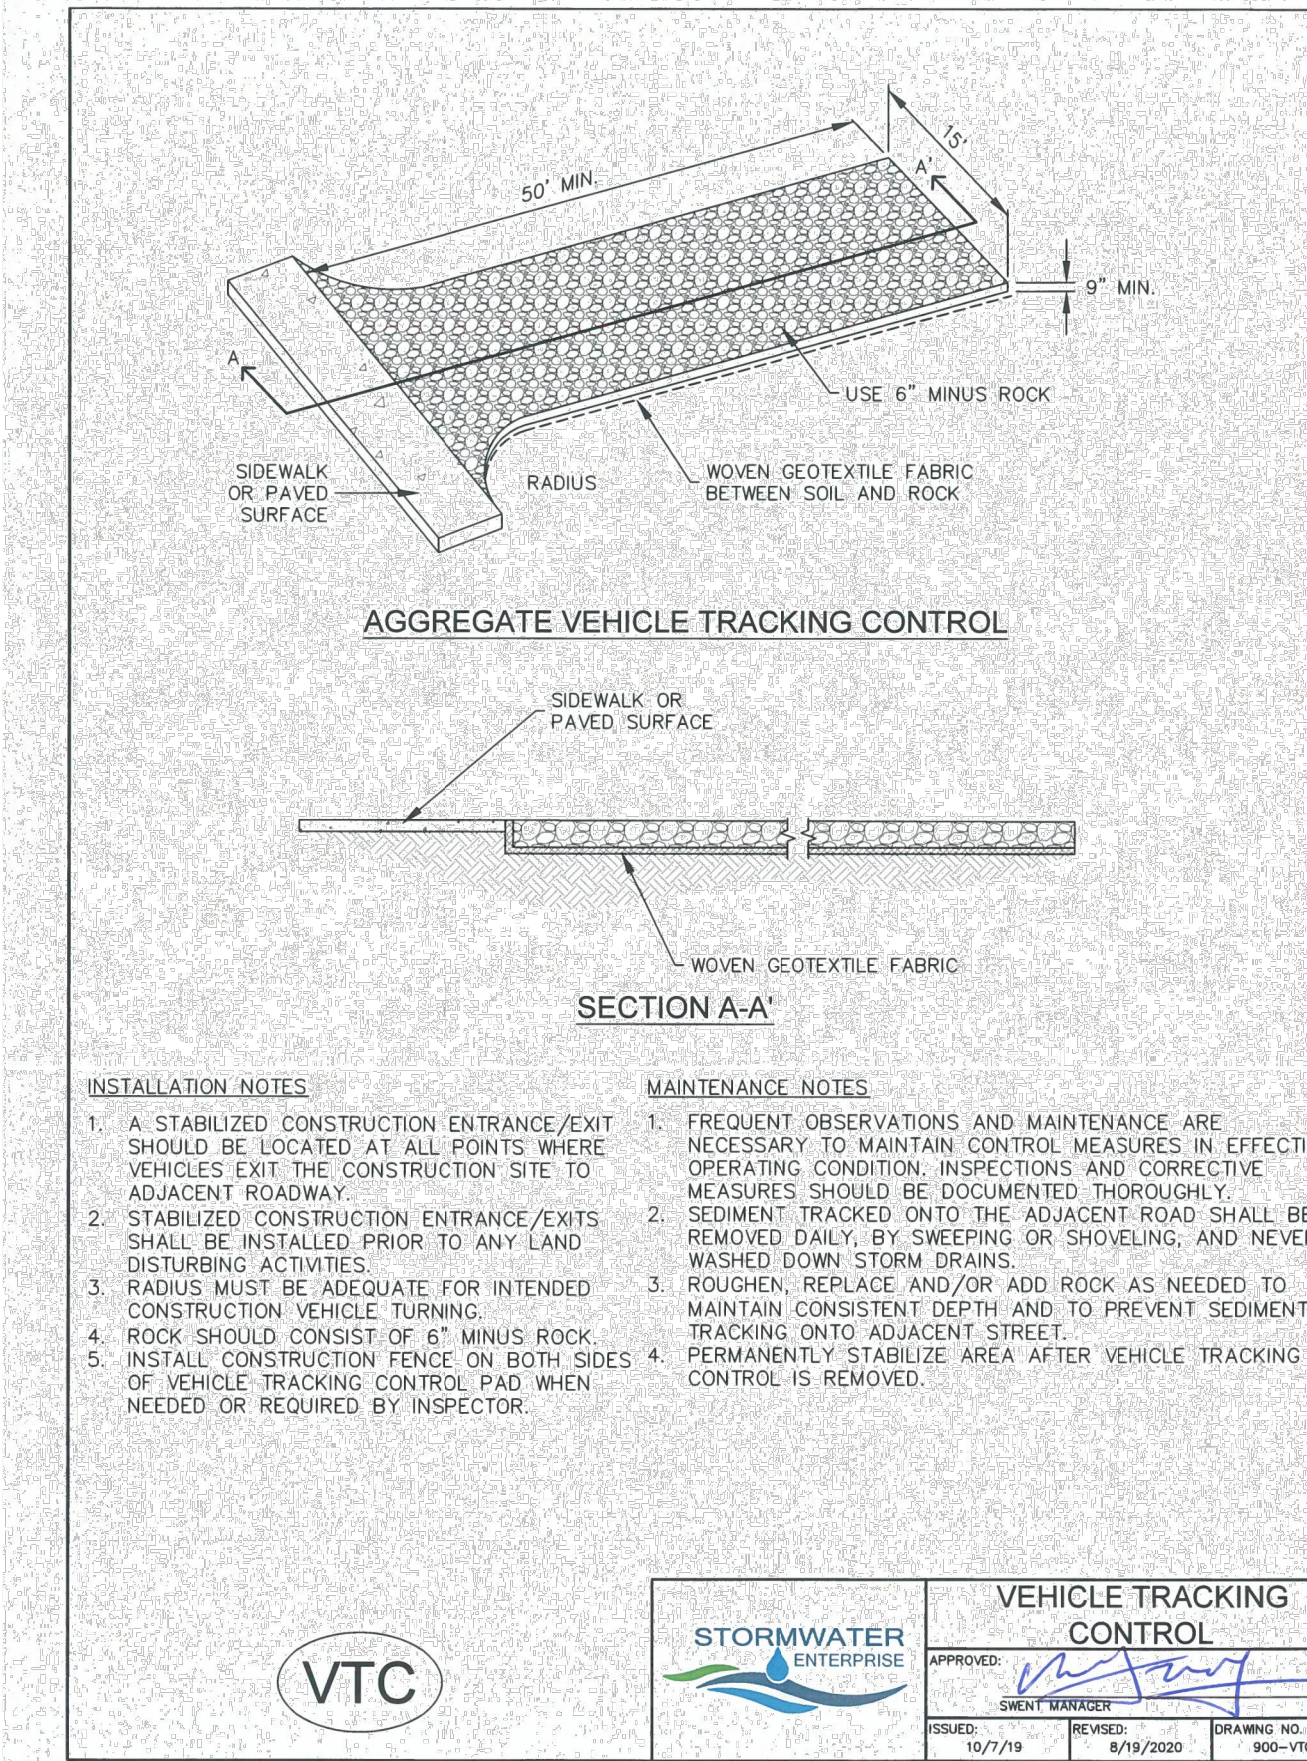 15'
A'
50' MIN.
9" MIN.
A
USE 6" MINUS ROCK
SIDEWALK
OR PAVED
SURFACE
RADIUS
WOVEN GEOTEXTILE FABRIC
BETWEEN SOIL AND ROCK
AGGREGATE VEHICLE TRACKING CONTROL
SIDEWALK OR
PAVED SURFACE
WOVEN GEOTEXTILE FABRIC
SECTION A-A'
INSTALLATION NOTES
1. A STABILIZED CONSTRUCTION ENTRANCE/EXIT
SHOULD BE LOCATED AT ALL POINTS WHERE
VEHICLES EXIT THE CONSTRUCTION SITE TO
ADJACENT ROADWAY.
2. STABILIZED CONSTRUCTION ENTRANCE/EXITS
SHALL BE INSTALLED PRIOR TO ANY LAND
DISTURBING ACTIVITIES.
3. RADIUS MUST BE ADEQUATE FOR INTENDED
CONSTRUCTION VEHICLE TURNING.
4. ROCK SHOULD CONSIST OF 6" MINUS ROCK.
5. INSTALL CONSTRUCTION FENCE ON BOTH SIDES
OF VEHICLE TRACKING CONTROL PAD WHEN
NEEDED OR REQUIRED BY INSPECTOR.
MAINTENANCE NOTES
1. FREQUENT OBSERVATIONS AND MAINTENANCE ARE
NECESSARY TO MAINTAIN CONTROL MEASURES IN EFFECTI
OPERATING CONDITION. INSPECTIONS AND CORRECTIVE
MEASURES SHOULD BE DOCUMENTED THOROUGHLY.
2. SEDIMENT TRACKED ONTO THE ADJACENT ROAD SHALL BE
REMOVED DAILY, BY SWEEPING OR SHOVELING, AND NEVER
WASHED DOWN STORM DRAINS.
3. ROUGHEN, REPLACE AND/OR ADD ROCK AS NEEDED TO
MAINTAIN CONSISTENT DEPTH AND TO PREVENT SEDIMENT
TRACKING ONTO ADJACENT STREET.
4. PERMANENTLY STABILIZE AREA AFTER VEHICLE TRACKING
CONTROL IS REMOVED.
VTC
STORMWATER
ENTERPRISE
VEHICLE TRACKING
CONTROL
APPROVED:
SWENT MANAGER
ISSUED:
10/7/19
REVISED:
8/19/2020
DRAWING NO.
900-VTC